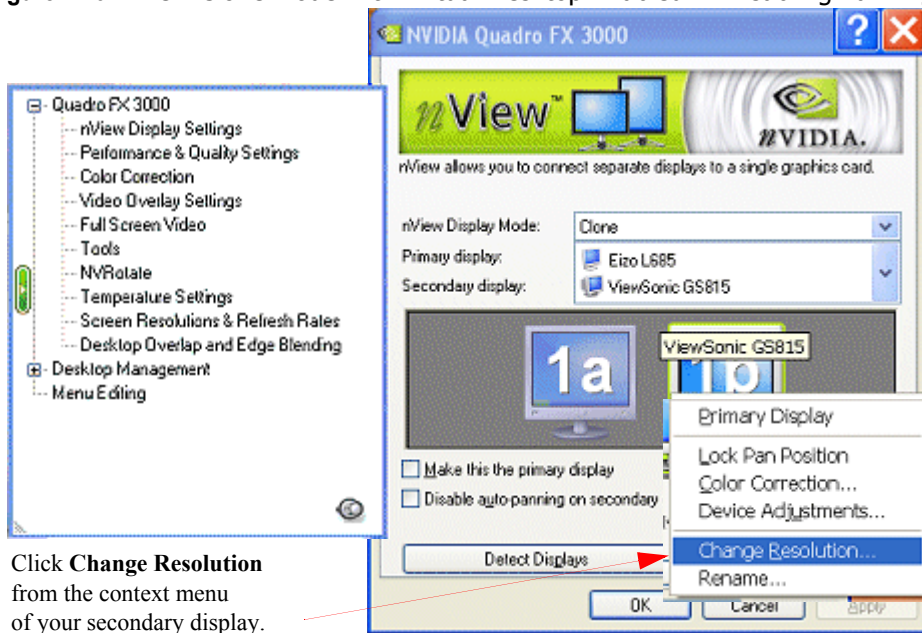 NVIDIA Quadro FX 3000
Quadro FX 3000
nView Display Settings
Performance & Quality Settings
Color Correction
Video Overlay Settings
Full Screen Video
Tools
NVRotate
Temperature Settings
Screen Resolutions & Refresh Rates
Desktop Overlap and Edge Blending
Desktop Management
Menu Editing
nView™
nVIDIA.
nView allows you to connect separate displays to a single graphics card.
nView Display Mode:
Clone
Primary display:
Eizo L685
Secondary display:
ViewSonic GS815
1a
ViewSonic GS815
Primary Display
Lock Pan Position
Color Correction...
Device Adjustments...
Change Resolution...
Rename...
Make this the primary display
Disable auto-panning on secondary
Detect Displays
OK
Cancel
Apply
Click Change Resolution
from the context menu
of your secondary display.